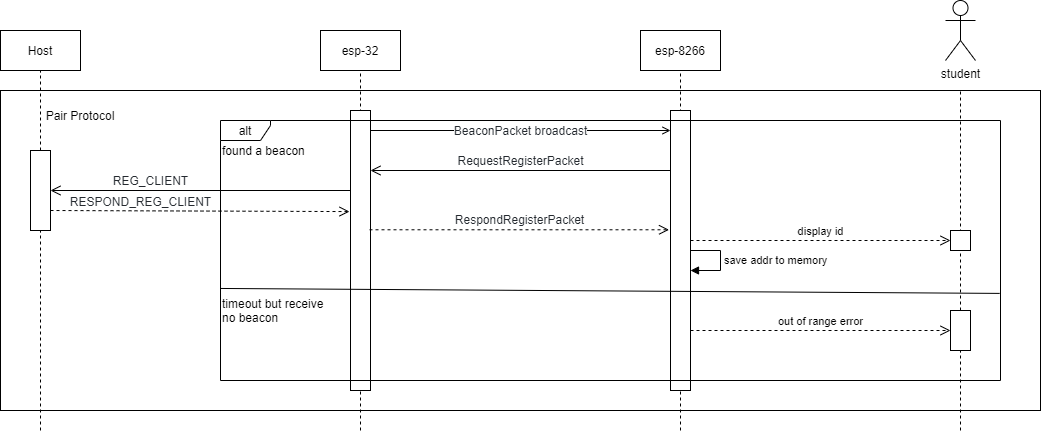 Host
esp-32
esp-8266
student
Pair Protocol
alt
found a beacon
BeaconPacket broadcast
RequestRegisterPacket
REG_CLIENT
RESPOND_REG_CLIENT
RespondRegisterPacket
display id
save addr to memory
timeout but receive
no beacon
out of range error